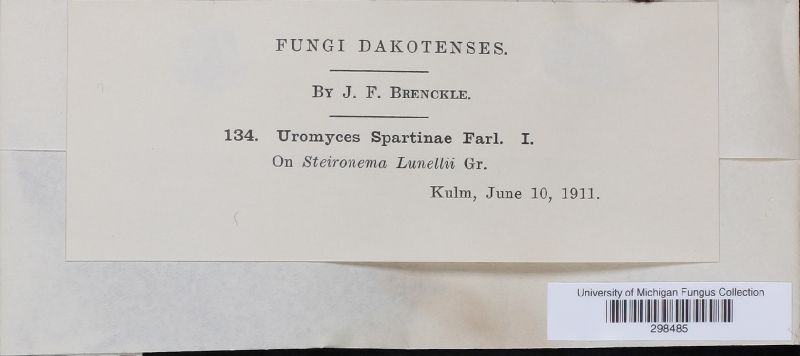 FUNGI DAKOTENSES.
By J. F. Brenckle.
134. Uromyces Spartinae Farl. I.
On Steironema Lunellii Gr.
Kulm, June 10, 1911.
University of Michigan Fungus Collection
298485